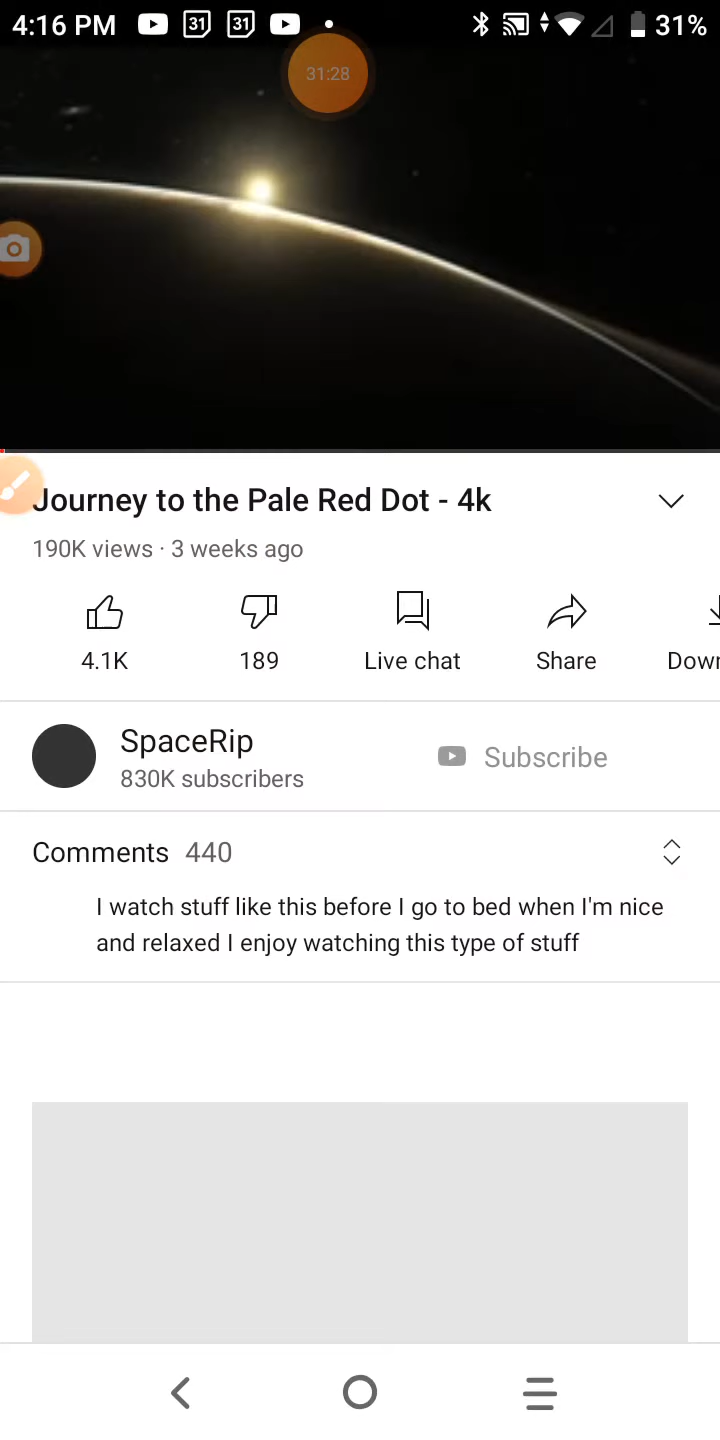 4:16 PM 31 31 31%
31:28
Journey to the Pale Red Dot - 4k
190K views · 3 weeks ago
4.1K 189 Live chat Share Down
SpaceRip Subscribe
830K subscribers
Comments 440
I watch stuff like this before I go to bed when I'm nice
and relaxed I enjoy watching this type of stuff